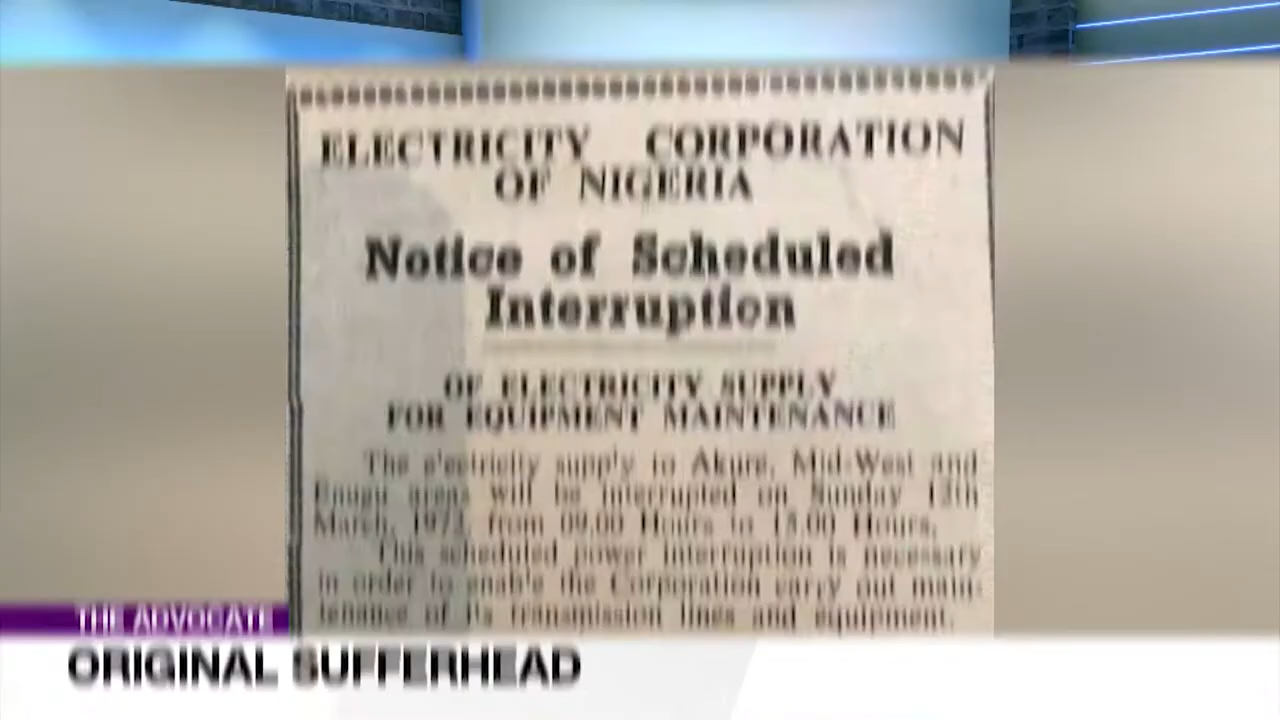 ELECTRICITY CORPORATION
OF NIGERIA
Notice of Scheduled
Interruption
OF ELECTRICITY SUPPLY
FOR EQUIPMENT MAINTENANCE
The electricity supply to Akure, Mid-West and
Enugu areas will be interrupted on Sunday 12th
March, 1972 from 09.00 Hours to Hours.
This scheduled power interruption is necessary
in order to enable the Corporation carry out main-
tenance of its transmission lines and equipment.
THE ADVOCATE
ORIGINAL SUFFERHEAD